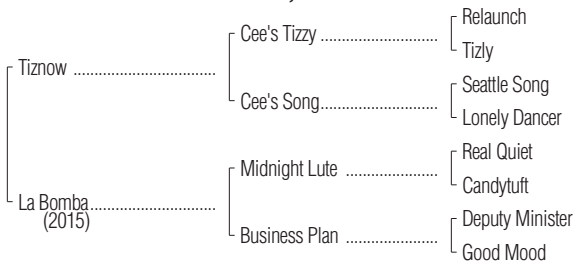 Relaunch
Cee's Tizzy ........................
Tizly
Tiznow .............................
Seattle Song
Cee's Song ........................
Lonely Dancer
Real Quiet
Midnight Lute ...................
Candytuft
La Bomba .........................
(2015)
Deputy Minister
Business Plan ...................
Good Mood